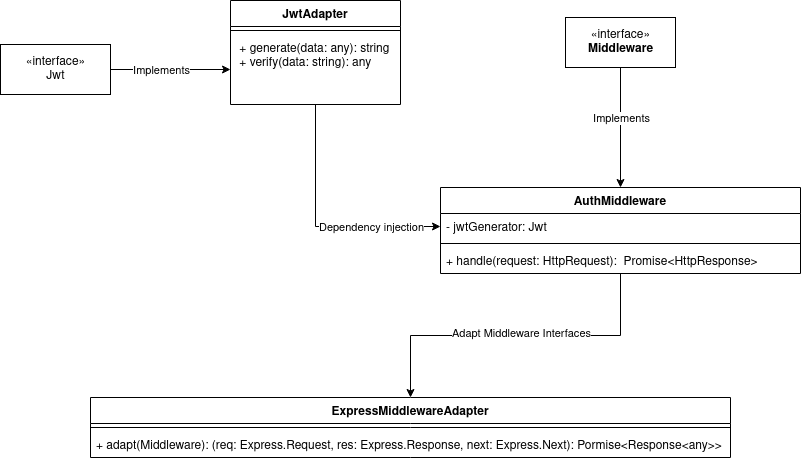 JwtAdapter
+ generate(data: any): string
+ verify(data: string): any
«interface»
Jwt
Implements
«interface»
Middleware
Implements
AuthMiddleware
- jwtGenerator: Jwt
+ handle(request: HttpRequest):  Promise<HttpResponse>
Dependency injection
Adapt Middleware Interfaces
ExpressMiddlewareAdapter
+ adapt(Middleware): (req: Express.Request, res: Express.Response, next: Express.Next): Pormise<Response<any>>